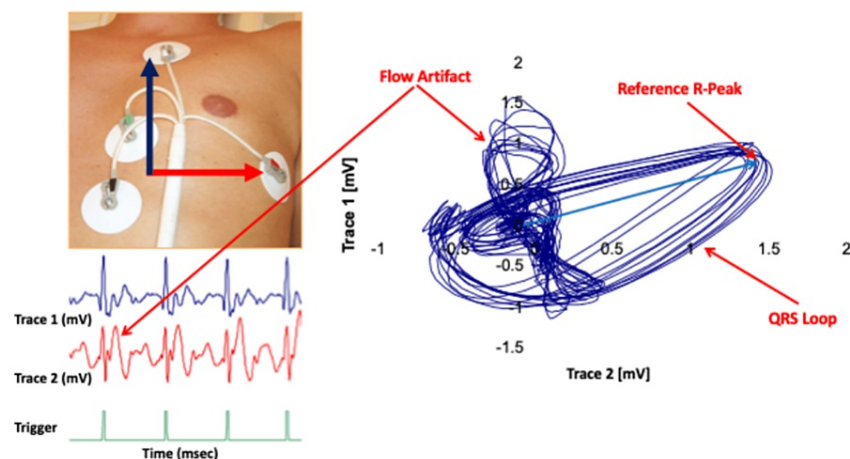 Flow Artifact
Reference R-Peak
QRS Loop
2
1.5
1
0.5
0
-0.5
-1
-1.5
-1
-0.5
0
0.5
1
1.5
2
Trace 1 [mV]
Trace 2 [mV]
Trace 1 (mV)
Trace 2 (mV)
Trigger
Time (msec)